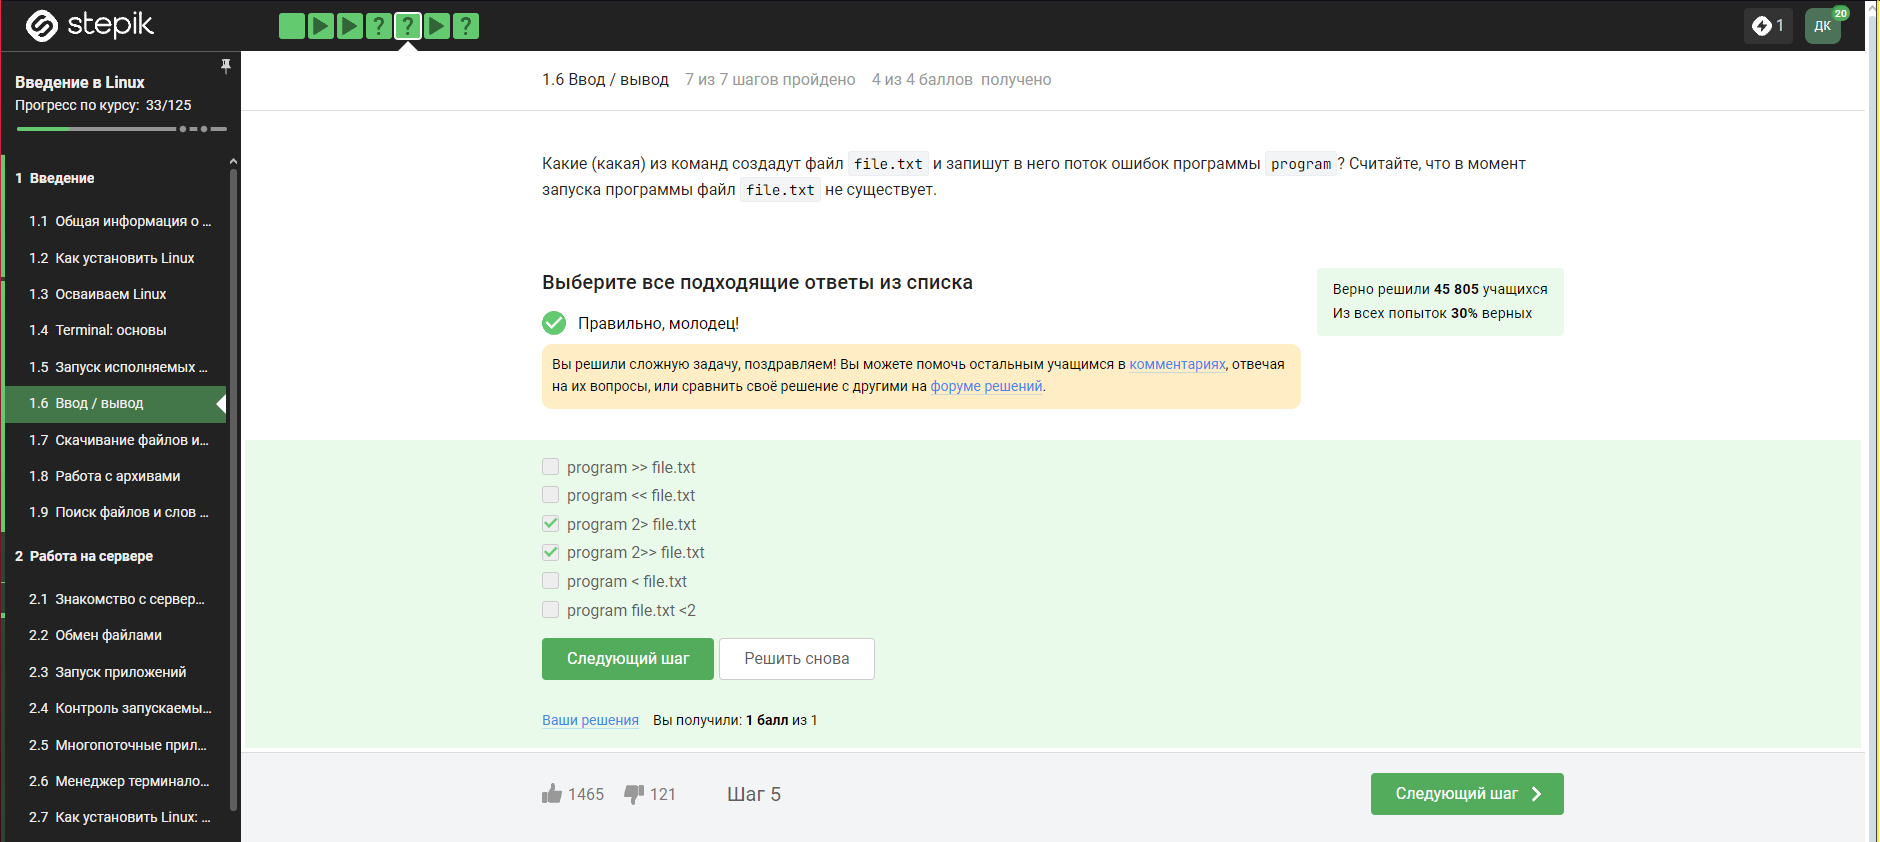 stepik
? ? ?
1
ДК
20
Введение в Linux
Прогресс по курсу: 33/125
1 Введение
1.1 Общая информация о ...
1.2 Как установить Linux
1.3 Осваиваем Linux
1.4 Terminal: основы
1.5 Запуск исполняемых ...
1.6 Ввод / вывод
1.7 Скачивание файлов и...
1.8 Работа с архивами
1.9 Поиск файлов и слов ...
2 Работа на сервере
2.1 Знакомство с сервер...
2.2 Обмен файлами
2.3 Запуск приложений
2.4 Контроль запускаемы...
2.5 Многопоточные прил...
2.6 Менеджер терминало...
2.7 Как установить Linux: ...
1.6 Ввод / вывод 7 из 7 шагов пройдено 4 из 4 баллов получено
Какие (какая) из команд создадут файл file.txt и запишут в него поток ошибок программы program? Считайте, что в момент
запуска программы файл file.txt не существует.
Выберите все подходящие ответы из списка
Правильно, молодец!
Вы решили сложную задачу, поздравляем! Вы можете помочь остальным учащимся в комментариях, отвечая
на их вопросы, или сравнить своё решение с другими на форуме решений.
Верно решили 45 805 учащихся
Из всех попыток 30% верных
program >> file.txt
program << file.txt
program 2> file.txt
program 2>> file.txt
program < file.txt
program file.txt <2
Следующий шаг Решить снова
Ваши решения Вы получили: 1 балл из 1
1465 121 Шаг 5 Следующий шаг